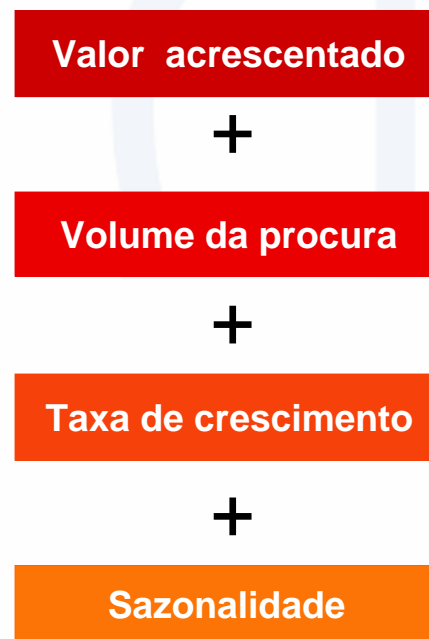 Valor acrescentado
+
Volume da procura
+
Taxa de crescimento
+
Sazonalidade